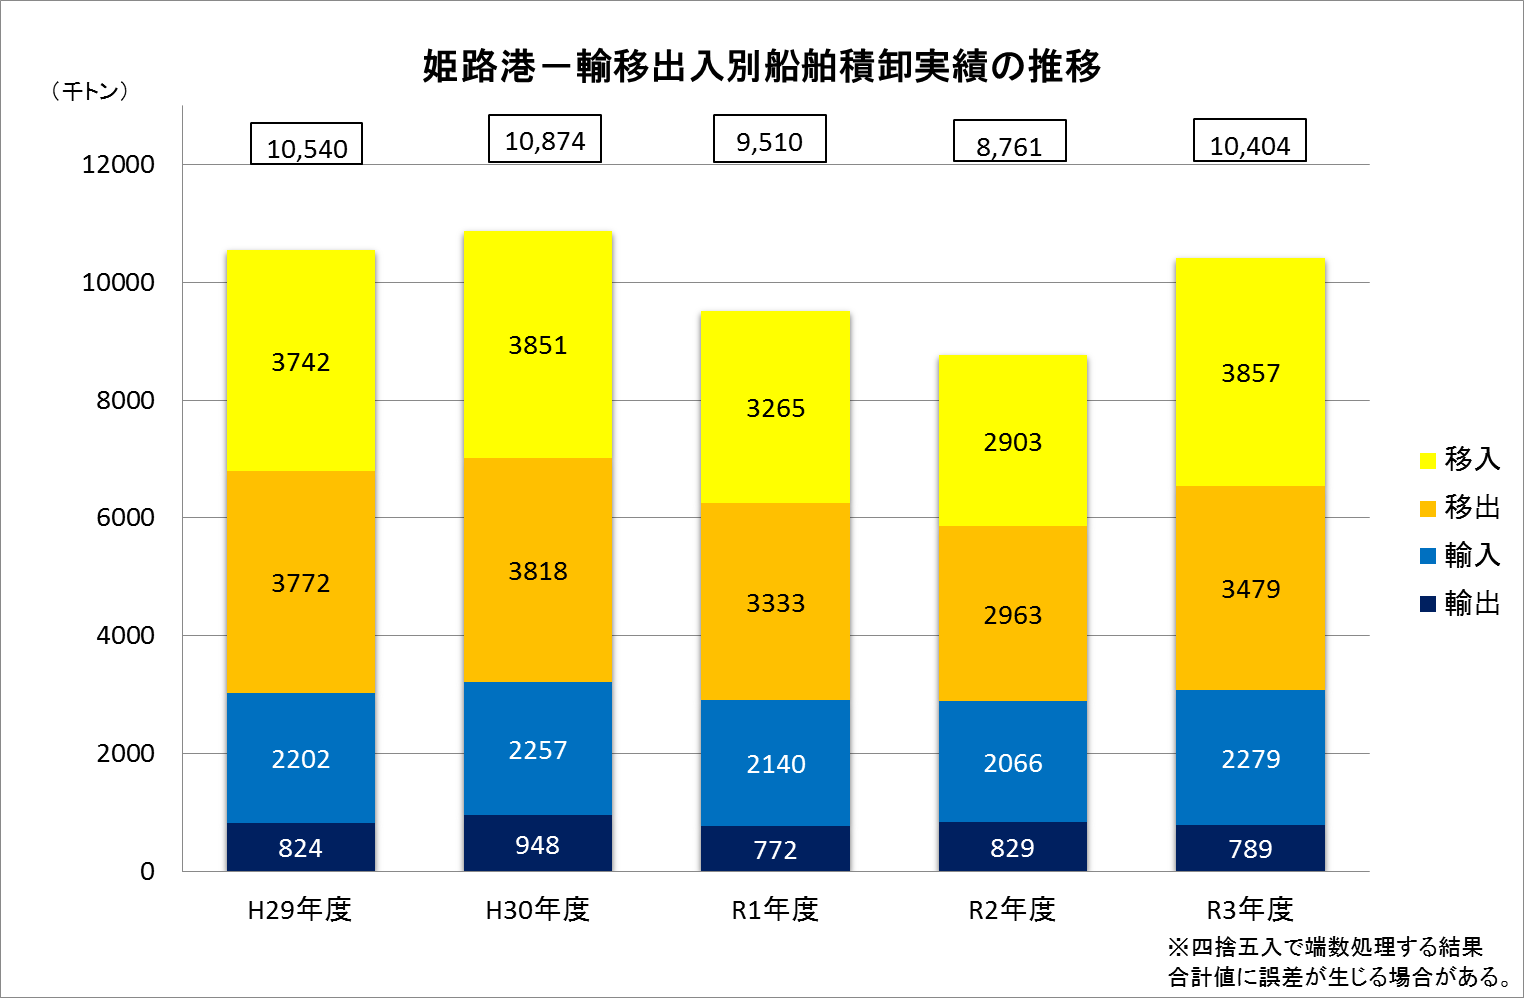 姫路港－輸移出入別船舶積卸実績の推移
（千トン）
10,540
10,874
9,510
8,761
10,404
12000
10000
8000
6000
4000
2000
0
3742
3851
3265
2903
3857
3772
3818
3333
2963
3479
2202
2257
2140
2066
2279
824
948
772
829
789
H29年度
H30年度
R1年度
R2年度
R3年度
移入
移出
輸入
輸出
※四捨五入で端数処理する結果
合計値に誤差が生じる場合がある。